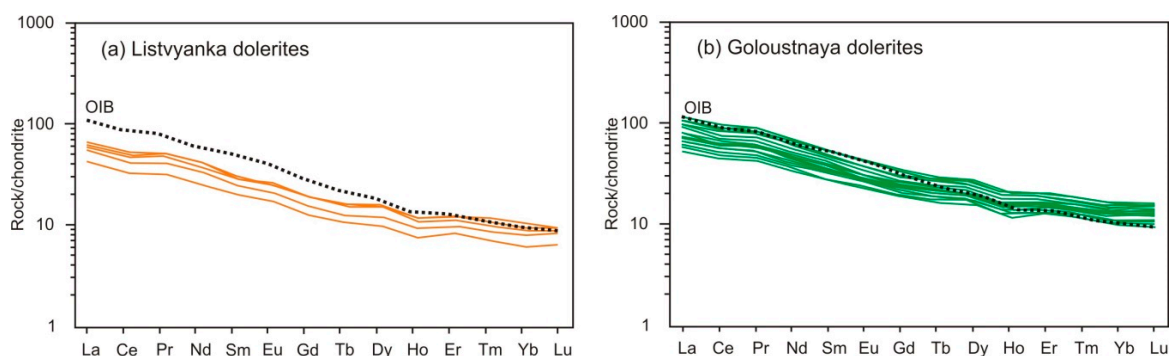 (a) Listvyanka dolerites
1000
100
10
1
Rock/chondrite
OIB
La Ce Pr Nd Sm Eu Gd Tb Dy Ho Er Tm Yb Lu
(b) Goloustnaya dolerites
1000
100
10
1
Rock/chondrite
OIB
La Ce Pr Nd Sm Eu Gd Tb Dy Ho Er Tm Yb Lu